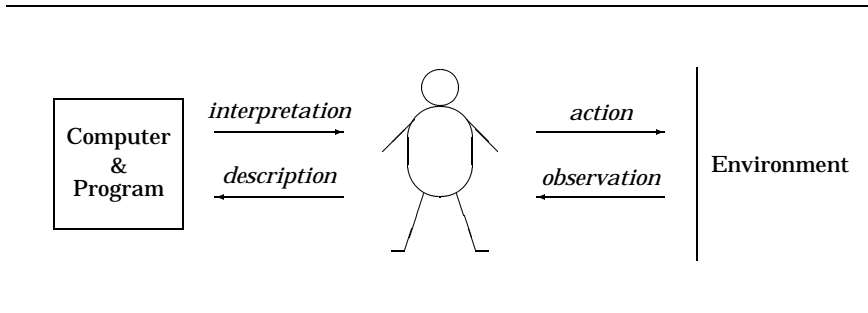 Computer
&
Program
interpretation
description
action
observation
Environment